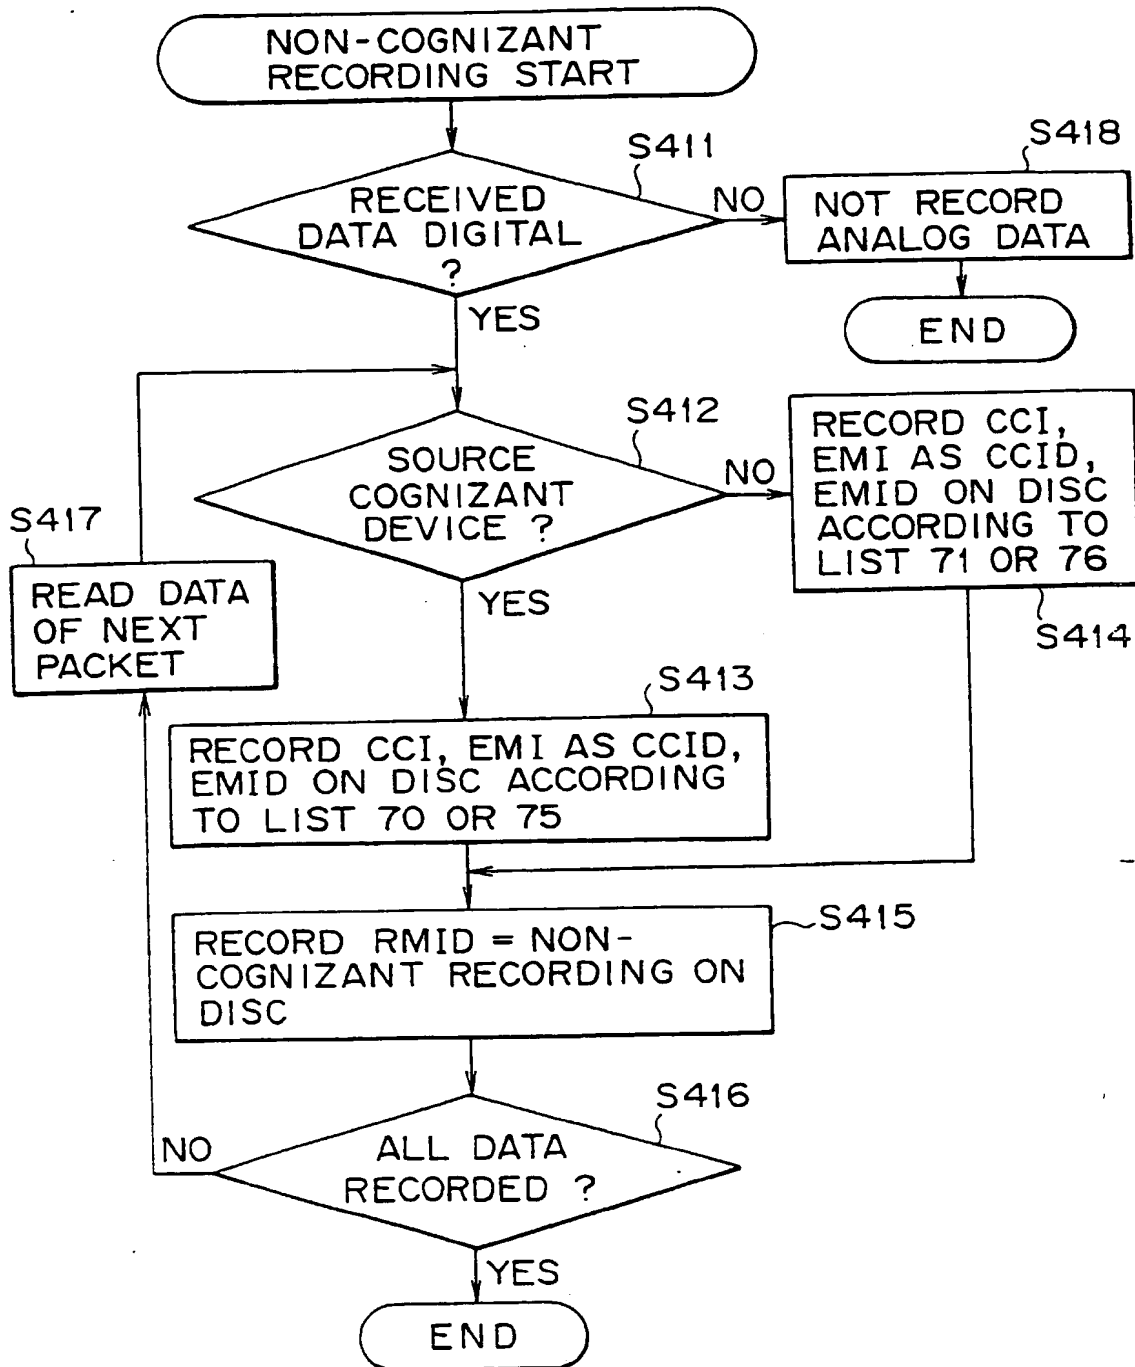 NON-COGNIZANT
RECORDING START
S411
RECEIVED
DATA DIGITAL
?
NO
S418
NOT RECORD
ANALOG DATA
END
YES
S412
SOURCE
COGNIZANT
DEVICE ?
NO
RECORD CCI,
EMI AS CCID,
EMID ON DISC
ACCORDING TO
LIST 71 OR 76
S414
S417
READ DATA
OF NEXT
PACKET
YES
S413
RECORD CCI, EMI AS CCID,
EMID ON DISC ACCORDING
TO LIST 70 OR 75
S415
RECORD RMID = NON-
COGNIZANT RECORDING ON
DISC
S416
ALL DATA
RECORDED ?
NO
YES
END